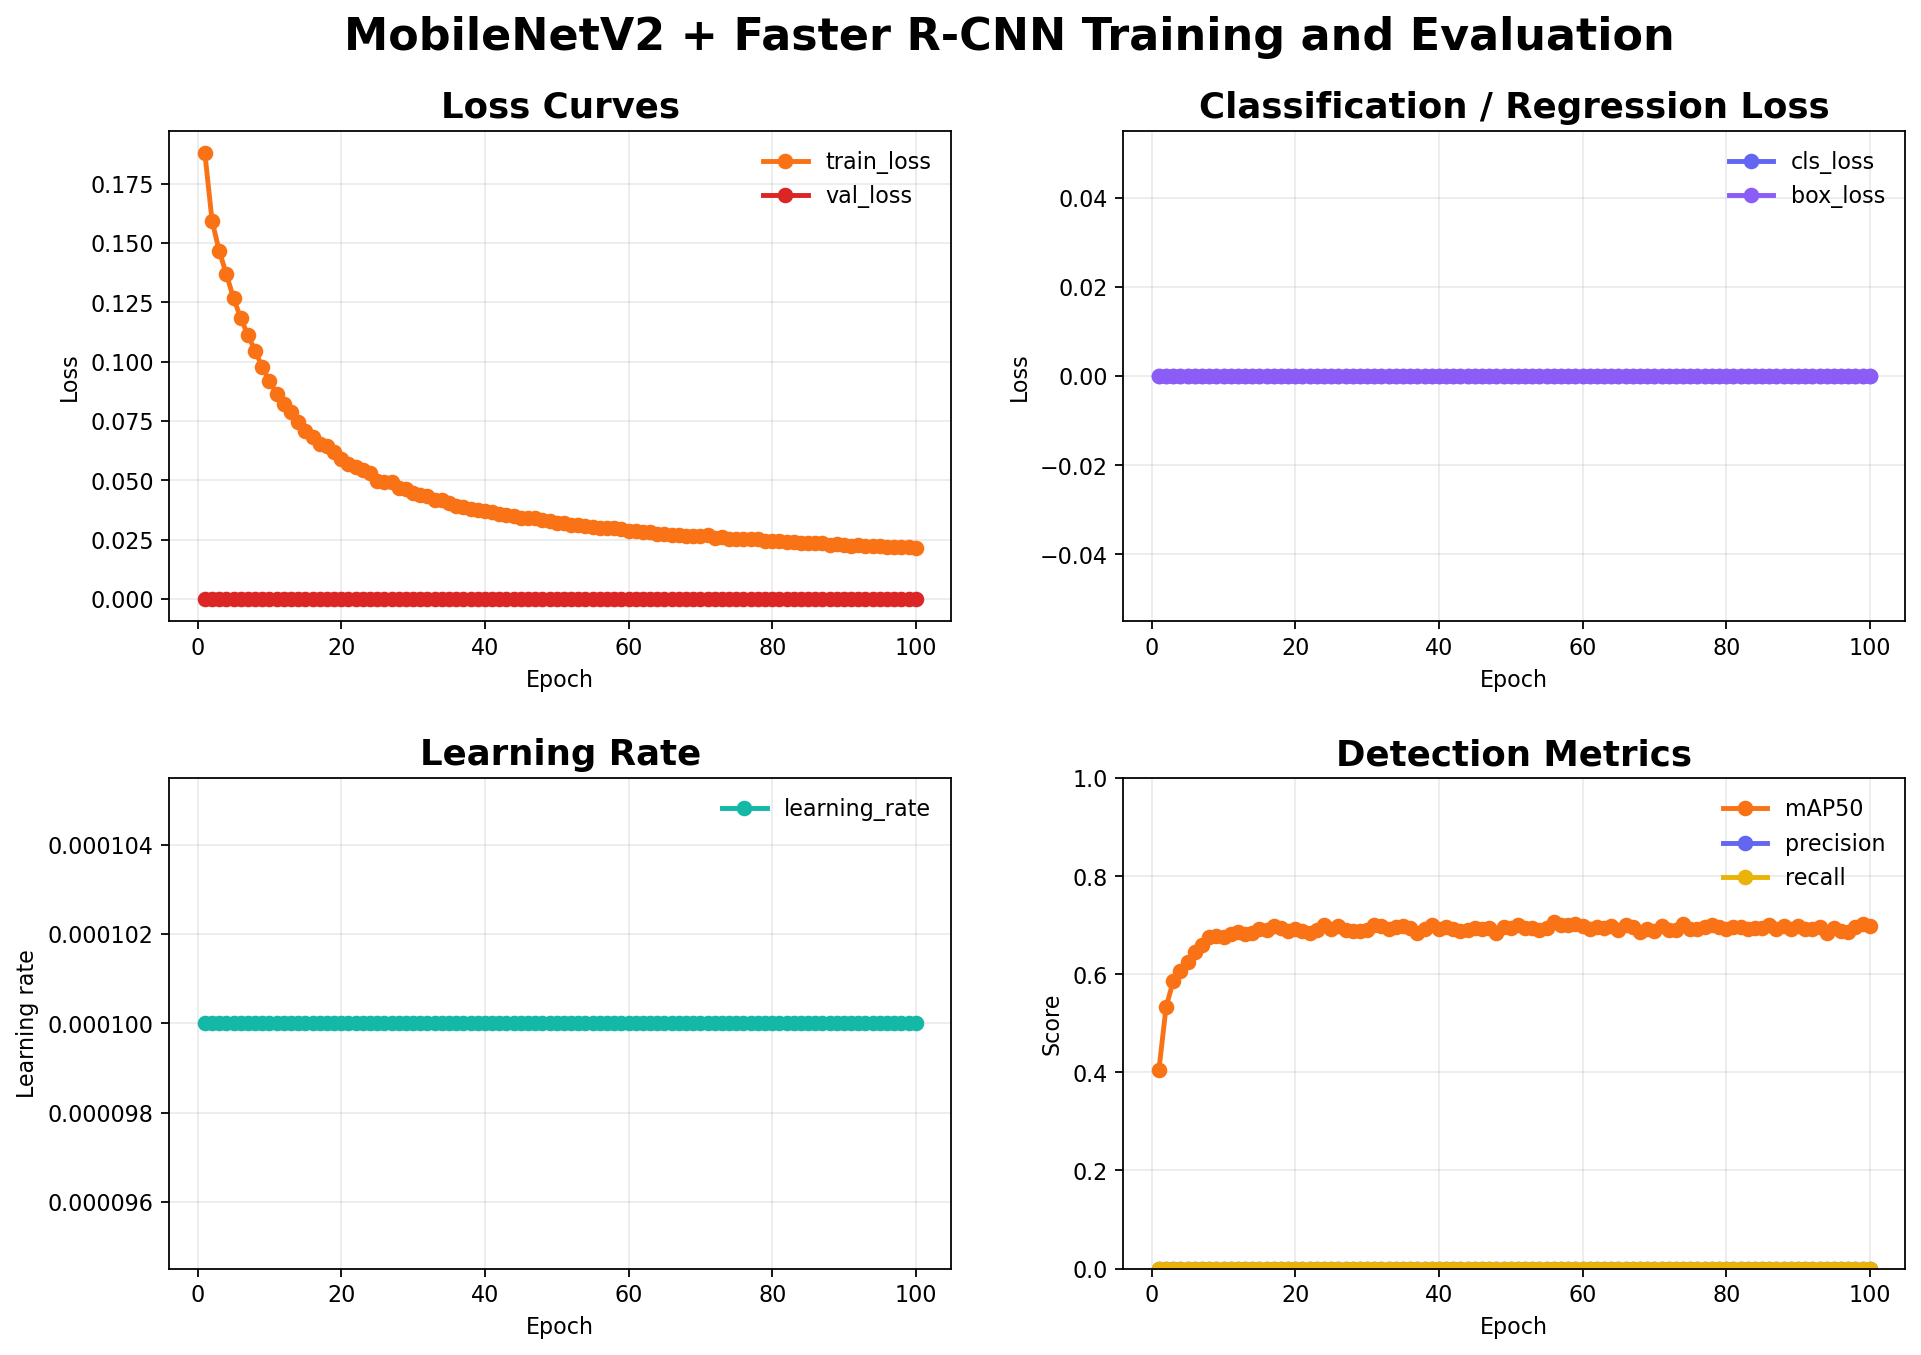 MobileNetV2 + Faster R-CNN Training and Evaluation
Loss Curves
train_loss
val_loss
0.175
0.150
0.125
0.100
0.075
0.050
0.025
0.000
Loss
0
20
40
60
80
100
Epoch
Classification / Regression Loss
cls_loss
box_loss
0.04
0.02
0.00
−0.02
−0.04
Loss
0
20
40
60
80
100
Epoch
Learning Rate
learning_rate
0.000104
0.000102
0.000100
0.000098
0.000096
Learning rate
0
20
40
60
80
100
Epoch
Detection Metrics
mAP50
precision
recall
1.0
0.8
0.6
0.4
0.2
0.0
Score
0
20
40
60
80
100
Epoch